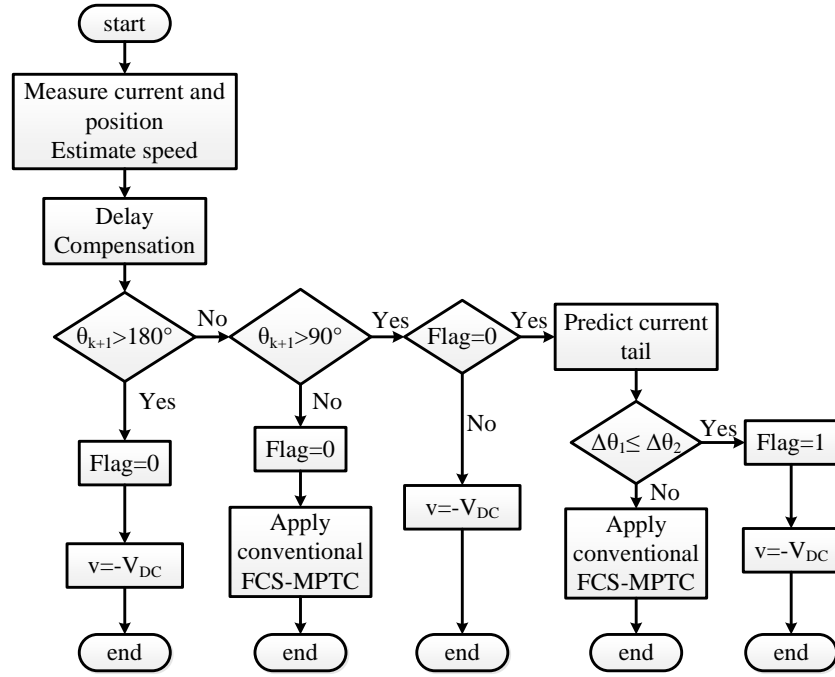 start
Measure current and
position
Estimate speed
Delay
Compensation
θk+1>180°
No
θk+1>90°
Yes
Flag=0
Yes
Predict current
tail
Yes
No
No
Δθ1≤ Δθ2
Yes
Flag=1
Flag=0
Flag=0
No
v=-VDC
Apply
conventional
FCS-MPTC
v=-VDC
Apply
conventional
FCS-MPTC
v=-VDC
end
end
end
end
end